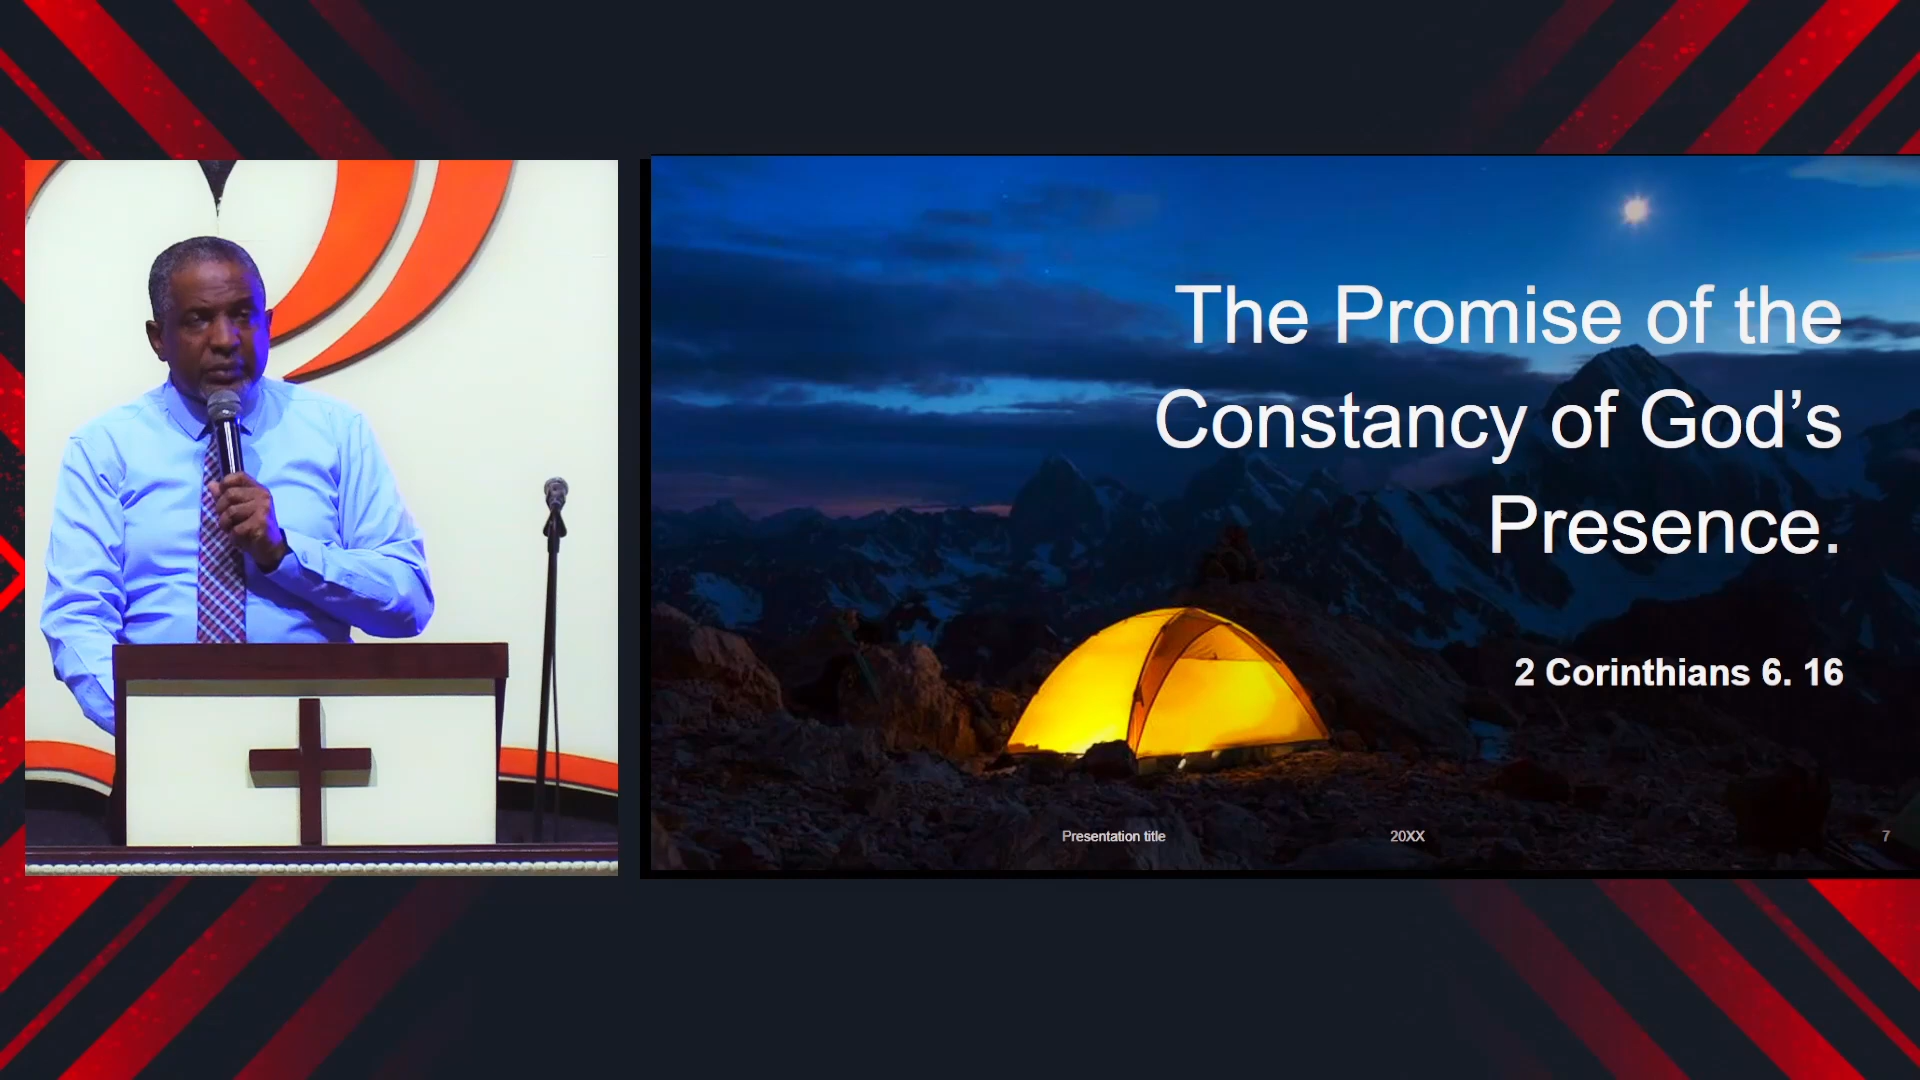 The Promise of the
Constancy of God’s
Presence.
2 Corinthians 6. 16
Presentation title
20XX
7